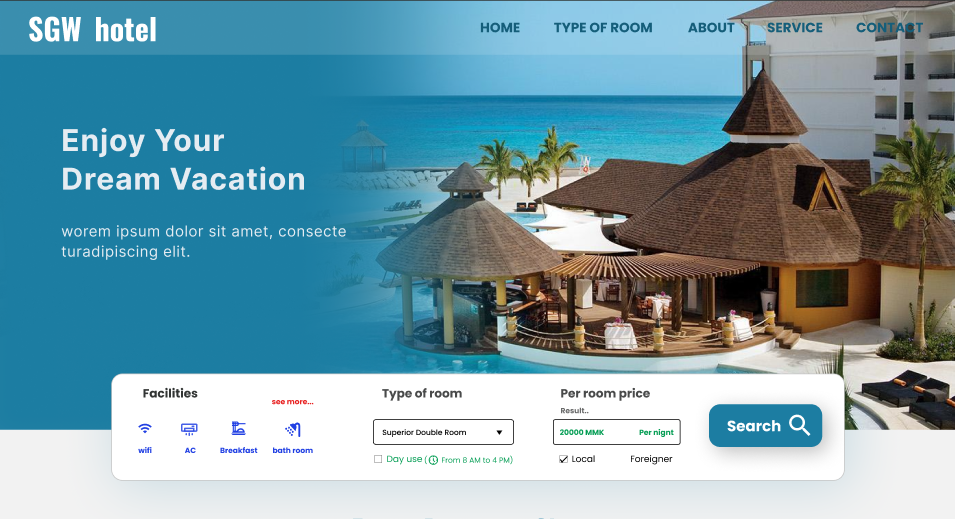 SGW hotel
HOME TYPE OF ROOM ABOUT SERVICE CONTACT
Enjoy Your
Dream Vacation
worem ipsum dolor sit amet, consecte
turadipiscing elit.
Facilities
see more...
wifi AC Breakfast bath room
Type of room
Superior Double Room
Day use ( From 8 AM to 4 PM)
Per room price
Result..
20000 MMK Per nignt
Local Foreigner
Search